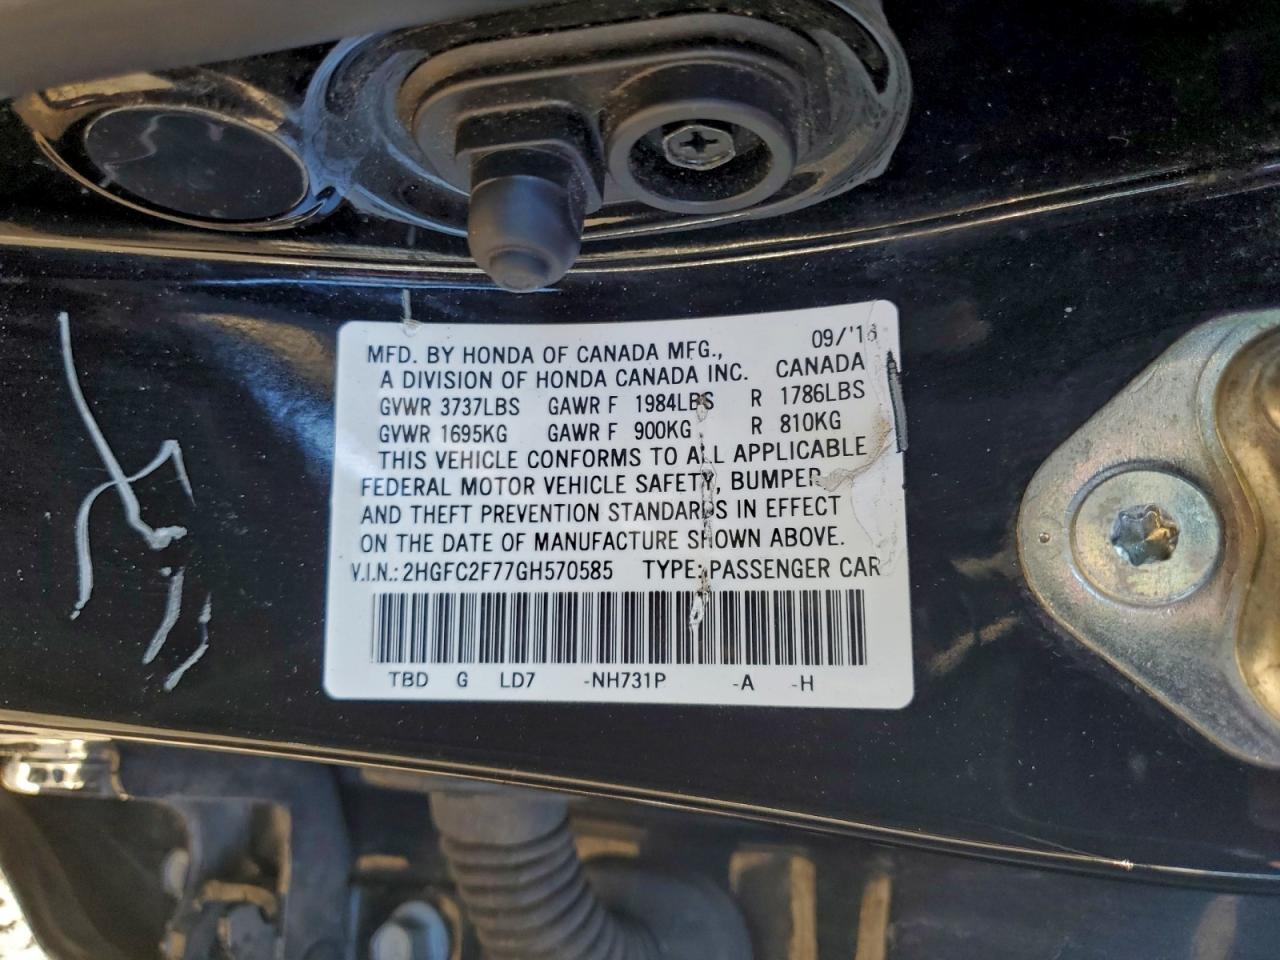 09/'16
MFD. BY HONDA OF CANADA MFG.,
A DIVISION OF HONDA CANADA INC. CANADA
GVWR 3737LBS GAWR F 1984LBS R 1786LBS
GVWR 1695KG GAWR F 900KG R 810KG
THIS VEHICLE CONFORMS TO ALL APPLICABLE
FEDERAL MOTOR VEHICLE SAFETY, BUMPER
AND THEFT PREVENTION STANDARDS IN EFFECT
ON THE DATE OF MANUFACTURE SHOWN ABOVE.
V.I.N.: 2HGFC2F77GH570585 TYPE: PASSENGER CAR
TBD G LD7 -NH731P -A -H